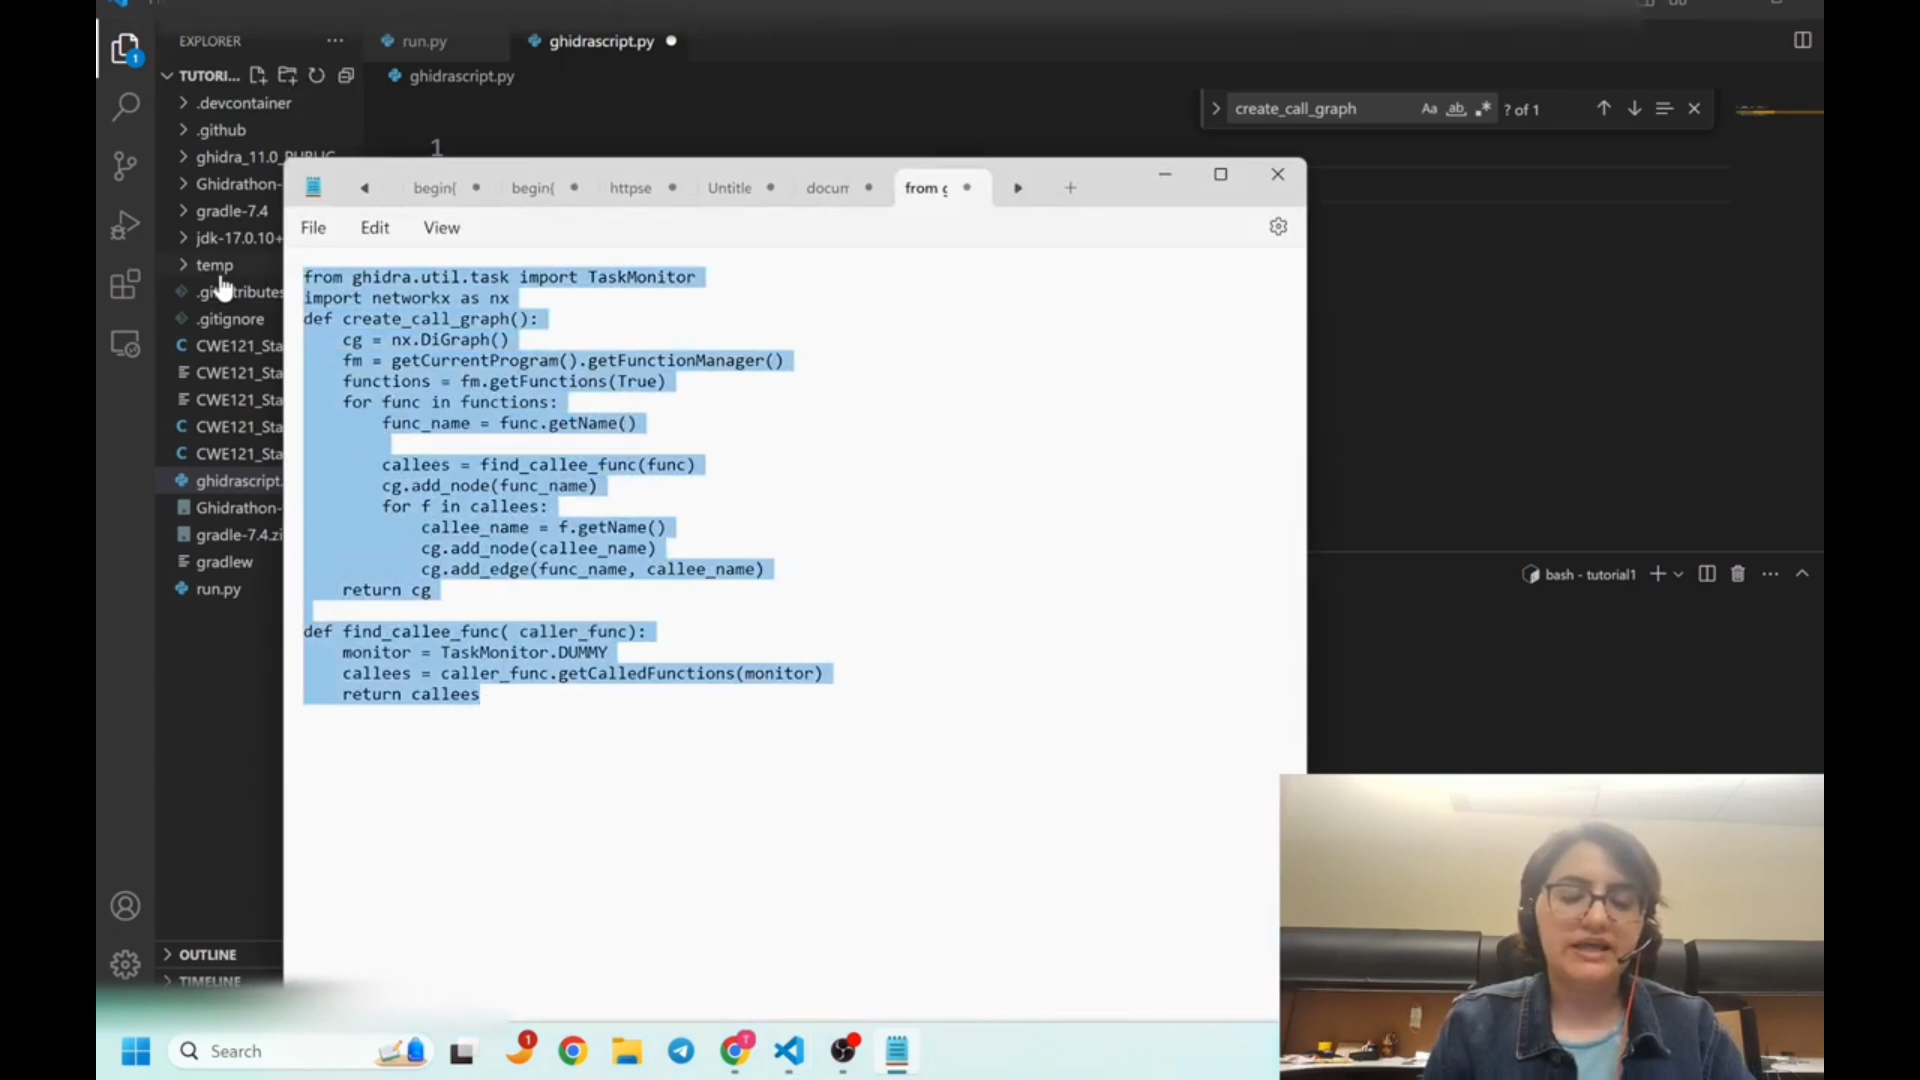 EXPLORER
run.py
ghidrascript.py
TUTORI...
ghidrascript.py
.devcontainer
create_call_graph
Aa
ab
? of 1
.github
1
ghidra_11.0_PUBLIC
Ghidrathon-
begin{
begin{
httpse
Untitle
docum
from g
gradle-7.4
File
Edit
View
jdk-17.0.10+
temp
from ghidra.util.task import TaskMonitor
import networkx as nx
.gitattributes
.gitignore
def create_call_graph():
cg = nx.DiGraph()
CWE121_Sta
fm = getCurrentProgram().getFunctionManager()
CWE121_Sta
functions = fm.getFunctions(True)
CWE121_Sta
for func in functions:
CWE121_Sta
func_name = func.getName()
CWE121_Sta
callees = find_callee_func(func)
ghidrascript.
cg.add_node(func_name)
Ghidrathon-
for f in callees:
gradle-7.4.zi
callee_name = f.getName()
gradlew
cg.add_node(callee_name)
run.py
cg.add_edge(func_name, callee_name)
bash - tutorial1
return cg
def find_callee_func( caller_func):
monitor = TaskMonitor.DUMMY
callees = caller_func.getCalledFunctions(monitor)
return callees
OUTLINE
TIMELINE
Search
1
1